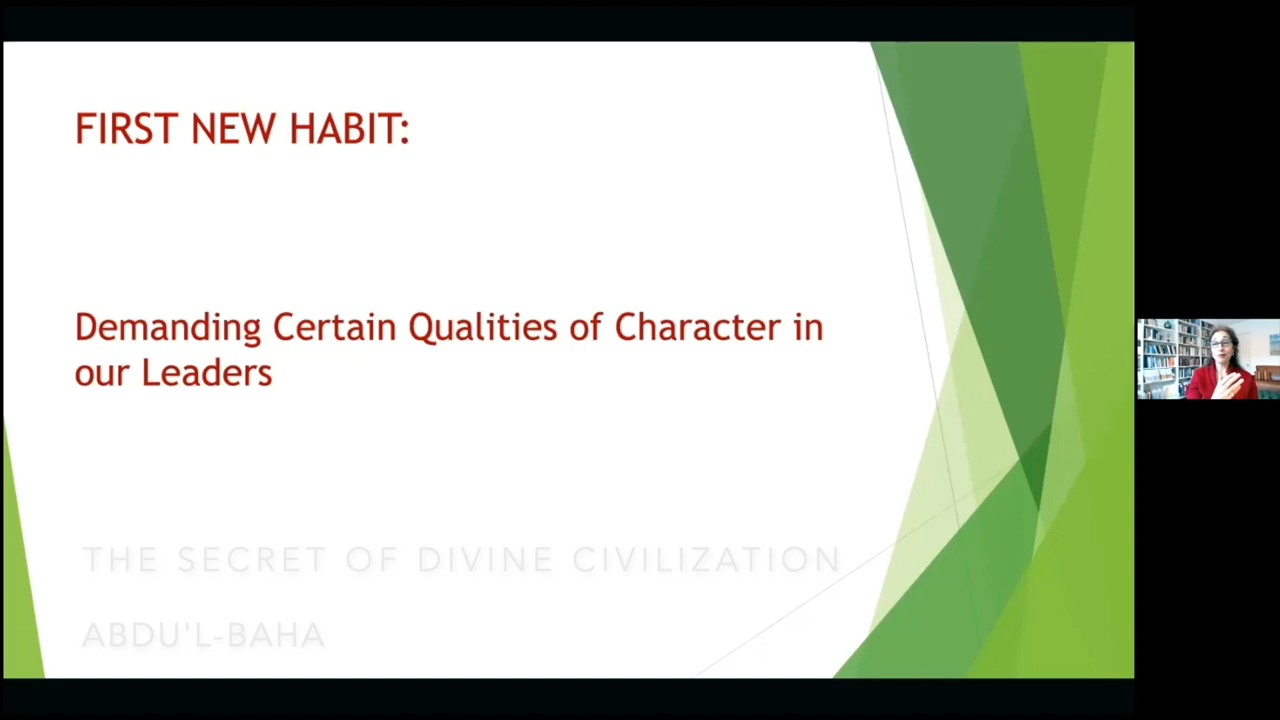 FIRST NEW HABIT:
Demanding Certain Qualities of Character in
our Leaders
THE SECRET OF DIVINE CIVILIZATION
ABDU'L-BAHA